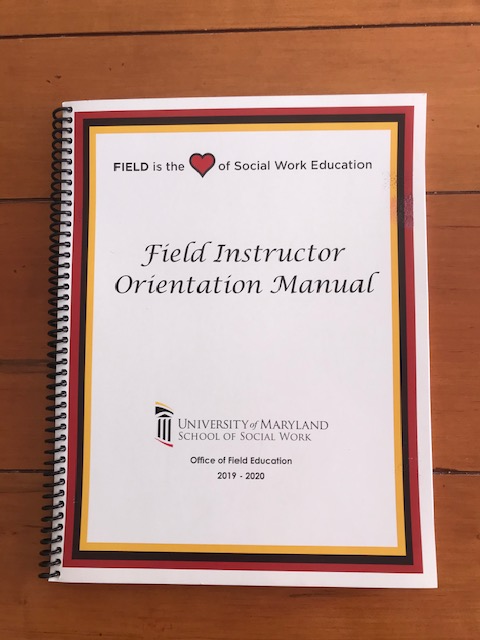 FIELD is the of Social Work Education
Field Instructor
Orientation Manual
UNIVERSITY of MARYLAND
SCHOOL OF SOCIAL WORK
Office of Field Education
2019 - 2020